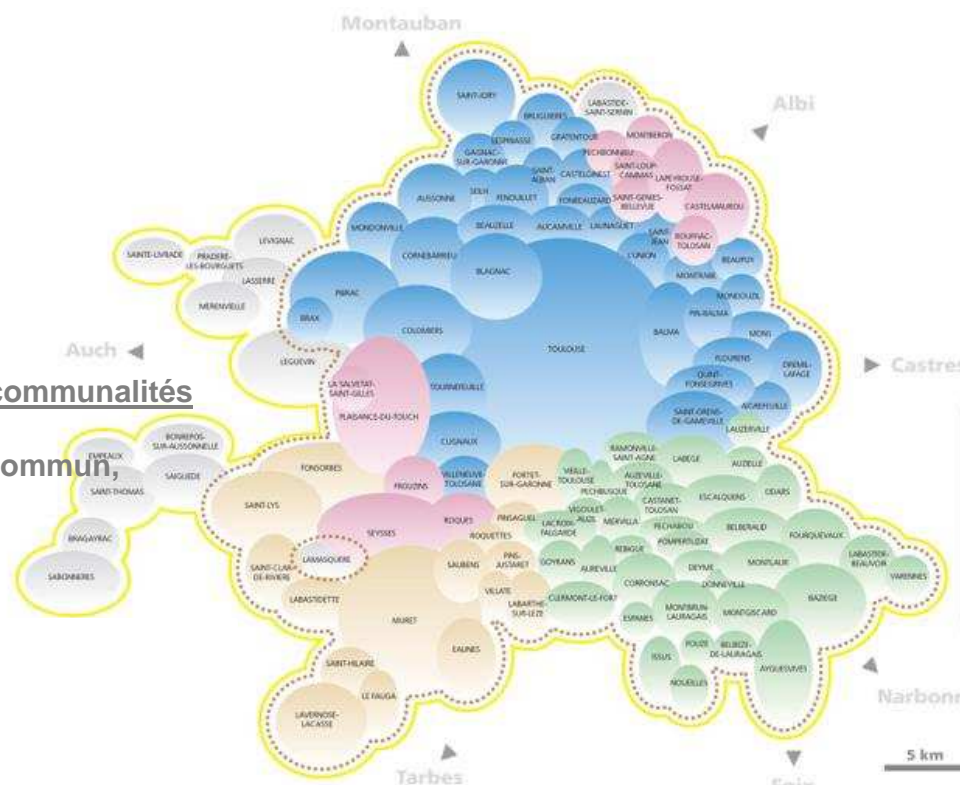 Montauban
Albi
SAINT-JORY
BRUGUIERES
LABASTIDE-
SAINT-SERNIN
LESPINASSE
GRATENTOUR
MONTBERON
PECHBONNIEU
GAGNAC-
SUR-GARONNE
SAINT-
ALBAN
CASTELGINEST
SAINT-LOUP-
CAMMAS
LAPEYROUSE-
FOSSAT
AUSSONNE
SEILH
FENOUILLET
FONBEAUZARD
SAINT-GENIES-
BELLEVUE
CASTELMAUROU
MONDONVILLE
BEAUZELLE
AUCAMVILLE
LAUNAGUET
SAINT-
JEAN
ROUFFIAC-
TOLOSAN
LEVIGNAC
SAINTE-LIVRADE
PRADERE-
LES-BOURGUETS
LASSERRE
MERENVIELLE
CORNEBARRIEU
BLAGNAC
L'UNION
BEAUPUY
MONTRABE
MONDOUZIL
PIBRAC
BRAX
COLOMIERS
TOULOUSE
BALMA
PIN-BALMA
MONS
Auch
LEGUEVIN
FLOURENS
DREMIL-
LAFAGE
Castres
communalités
LA SALVETAT-
SAINT-GILLES
TOURNEFEUILLE
QUINT-
FONSEGRIVES
AIGREFEUILLE
PLAISANCE-DU-TOUCH
SAINT-ORENS-
DE-GAMEVILLE
LAUZERVILLE
BONREPOS-
SUR-AUSSONNELLE
EMPEAUX
ommun,
CUGNAUX
RAMONVILLE-
SAINT-AGNE
LABEGE
AUZIELLE
SAIGUEDE
SAINT-THOMAS
FONSORBES
FROUZINS
VILLENEUVE-
TOLOSANE
PORTET-
SUR-GARONNE
VIEILLE-
TOULOUSE
AUZEVILLE-
TOLOSANE
PECHBUSQUE
ESCALQUENS
ODARS
SAINT-LYS
CASTANET-
TOLOSAN
SEYSSES
ROQUES
PINSAGUEL
VIGOULET-
AUZIL
MERVILLA
LACROIX-
FALGARDE
PECHABOU
BELBERAUD
FOURQUEVAUX
BRAGAYRAC
ROQUETTES
POMPERTUZAT
REBIGUE
LAMASQUERE
SAUBENS
PINS-
JUSTARET
GOYRANS
AUREVILLE
DEYME
MONTLAUR
LABASTIDE-
BEAUVOIR
VARENNES
SABONNERES
SAINT-CLAR-
DE-RIVIERE
LABASTIDETTE
VILLATE
CLERMONT-LE-FORT
CORRONSAC
DONNEVILLE
BAZIEGE
LABARTHE-
SUR-LEZE
MURET
ESPANES
MONTBRUN-
LAURAGAIS
MONTGISCARD
EAUNES
ISSUS
POUZE
BELBEZE-
DE-LAURAGAIS
SAINT-HILAIRE
NOUEILLES
AYGUESVIVES
LE FAUGA
LAVERNOSE-
LACASSE
Narbonn
5 km
Tarbes